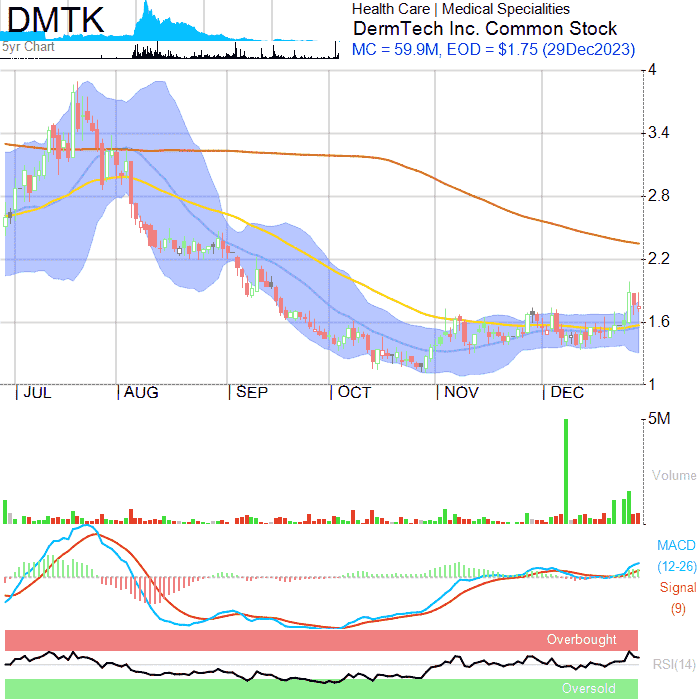 DMTK
5yr Chart
Health Care | Medical Specialities
DermTech Inc. Common Stock
MC = 59.9M, EOD = $1.75 (29Dec2023)
4
3.4
2.8
2.2
1.6
1
JUL AUG SEP OCT NOV DEC
5M
Volume
MACD
(12-26)
Signal
(9)
Overbought
RSI(14)
Oversold